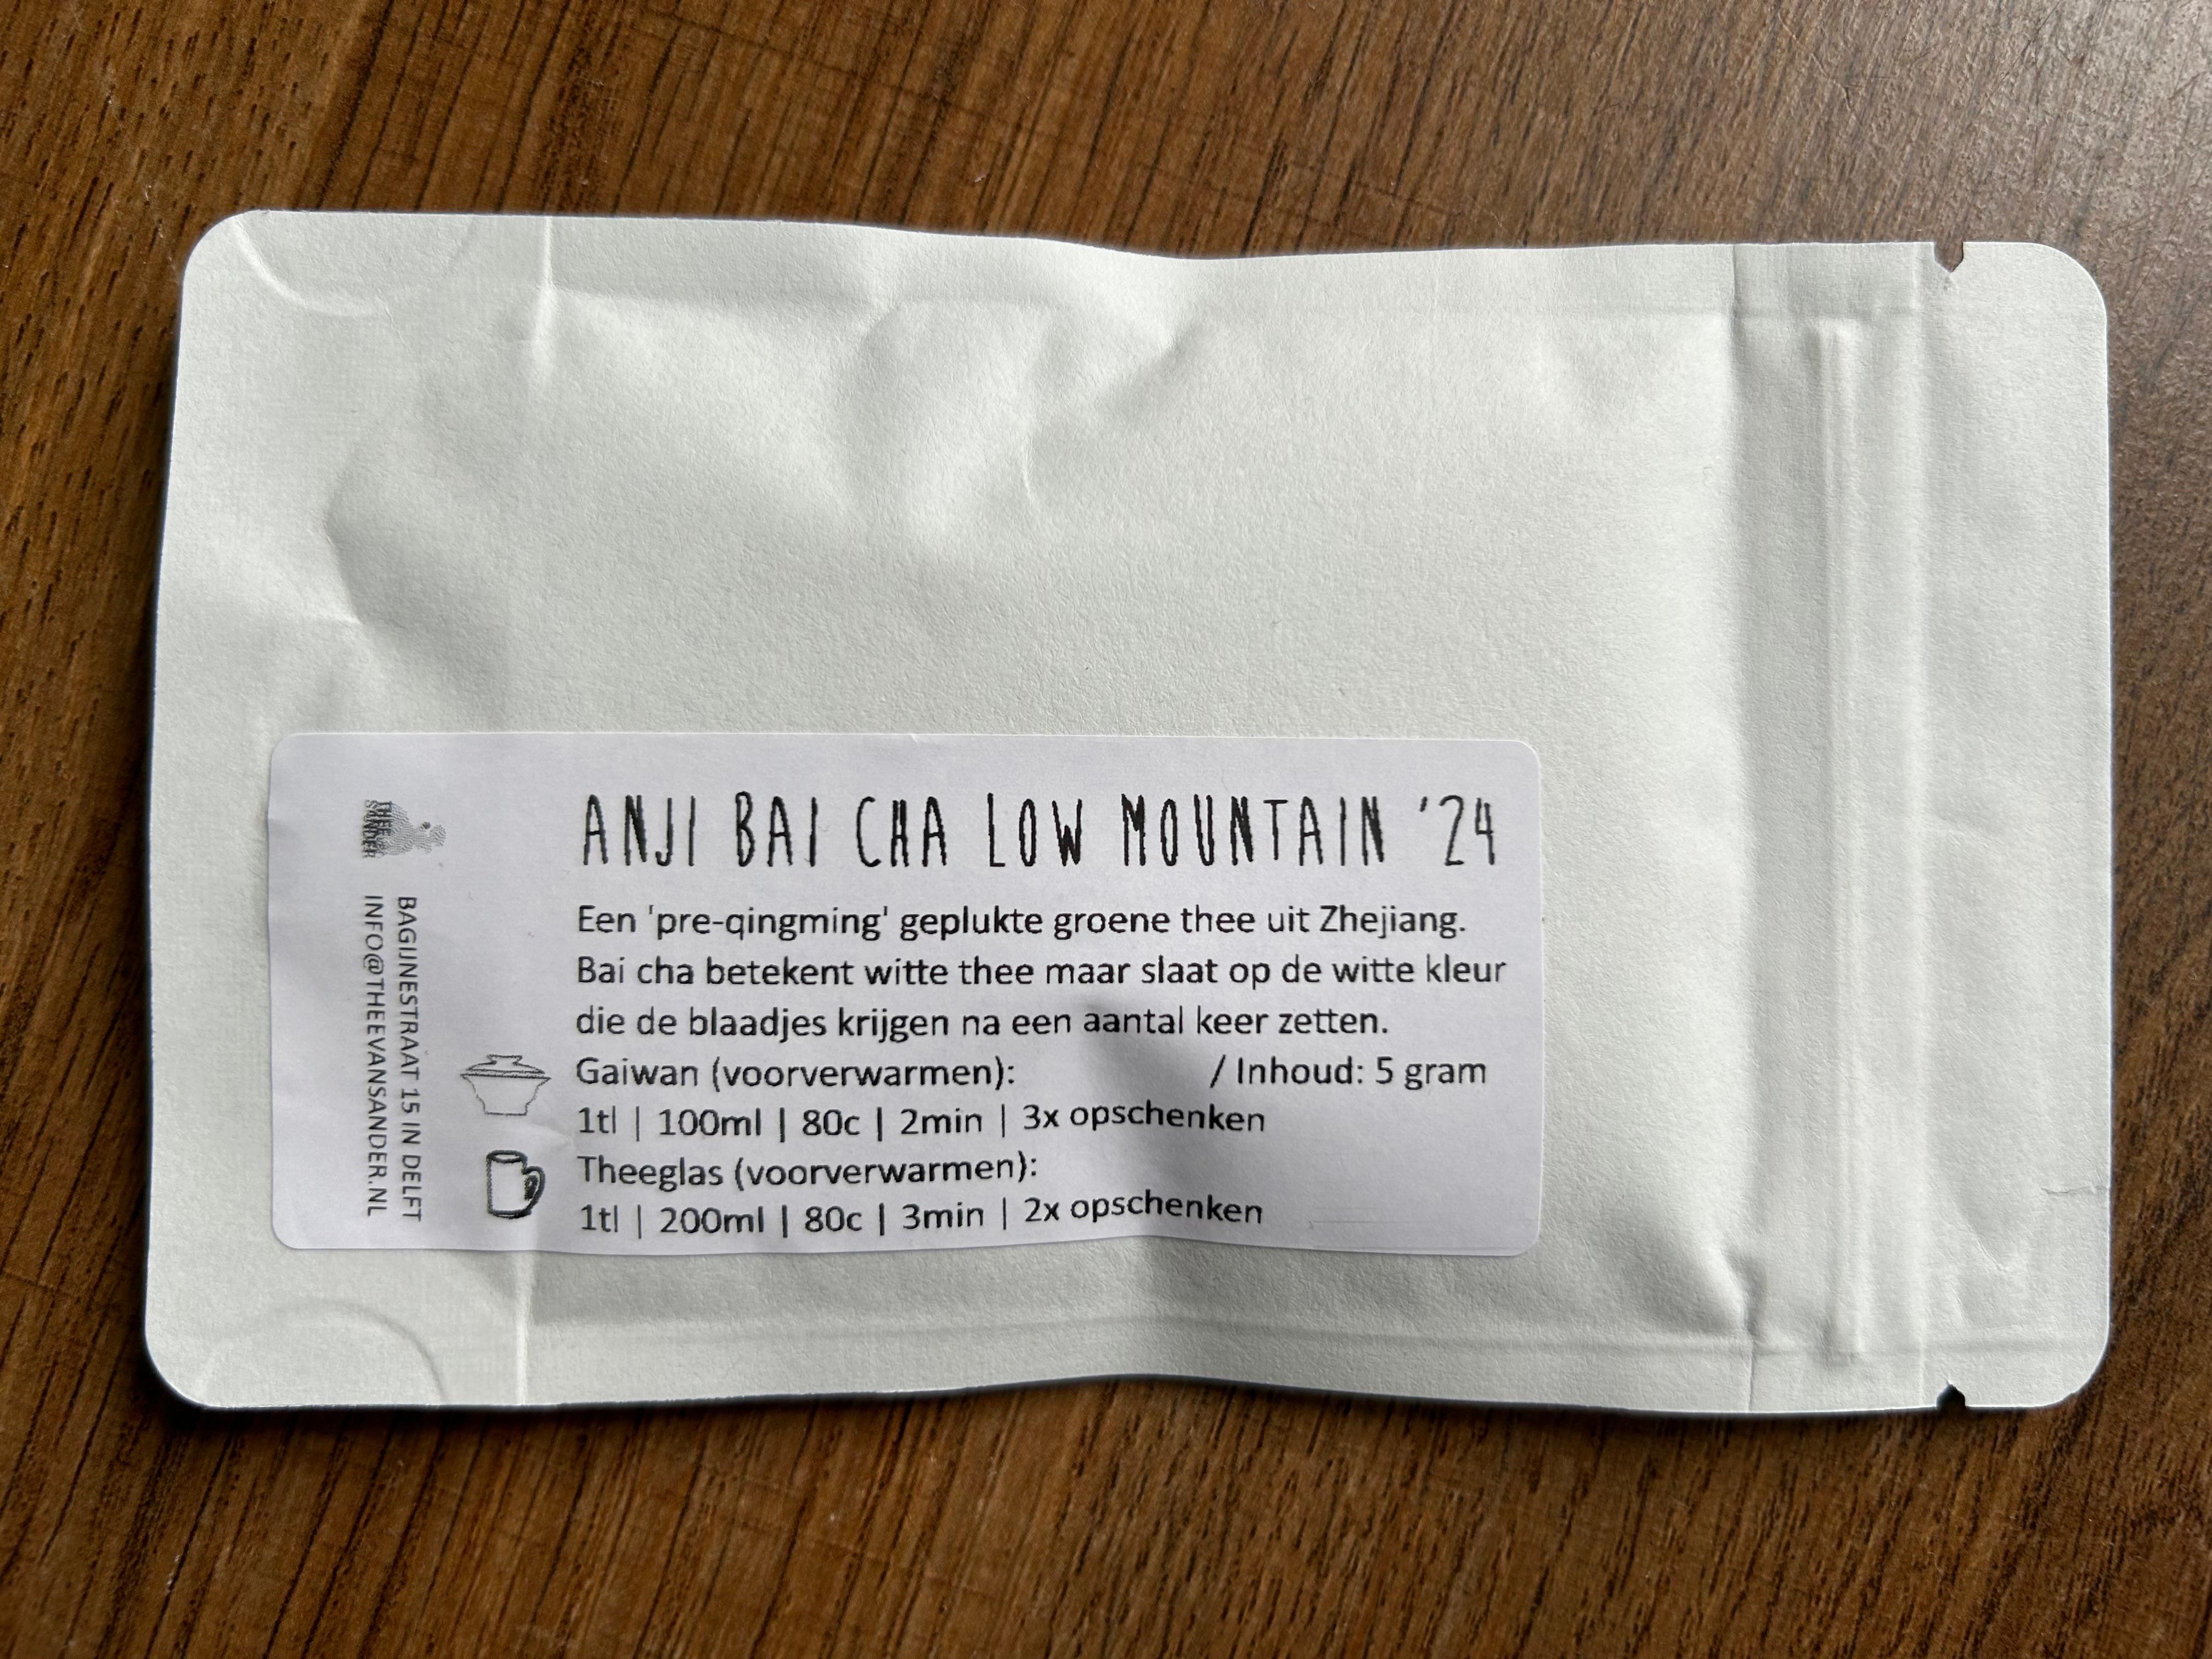 ANJI BAI CHA LOW MOUNTAIN '24
Een 'pre-qingming' geplukte groene thee uit Zhejiang.
Bai cha betekent witte thee maar slaat op de witte kleur
die de blaadjes krijgen na een aantal keer zetten.
Gaiwan (voorverwarmen): / Inhoud: 5 gram
1tl | 100ml | 80c | 2min | 3x opschenken
Theeglas (voorverwarmen):
1tl | 200ml | 80c | 3min | 2x opschenken
BAGIJNESTRAAT 15 IN DELFT
INFO@THEEVANSANDER.NL